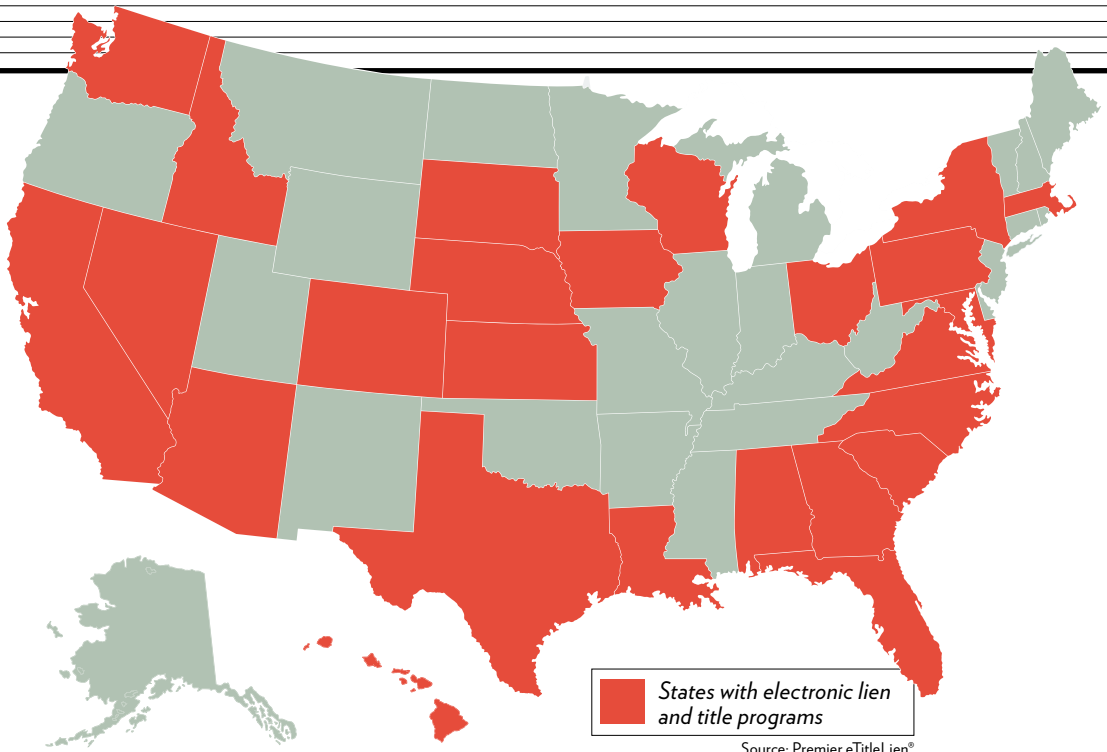 States with electronic lien
and title programs
Source: Premier eTitleLien®